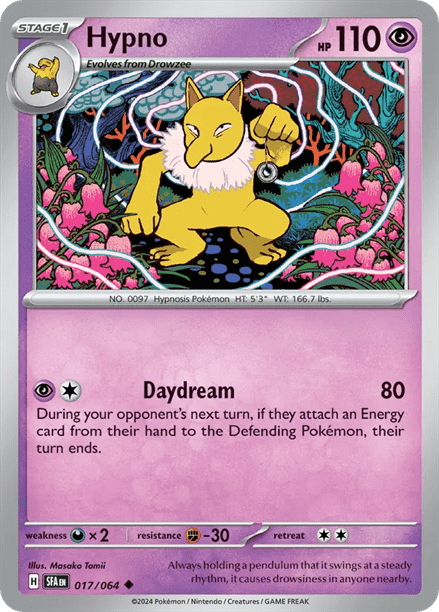 STAGE 1
Hypno
HP 110
Evolves from Drowzee
NO. 0097 Hypnosis Pokémon HT: 5'3" WT: 166.7 lbs.
Daydream 80
During your opponent's next turn, if they attach an Energy
card from their hand to the Defending Pokémon, their
turn ends.
weakness ×2 resistance -30 retreat
Illus. Masako Tomii
H SFA EN 017/064
Always holding a pendulum that it swings at a steady
rhythm, it causes drowsiness in anyone nearby.
©2024 Pokémon / Nintendo / Creatures / GAME FREAK